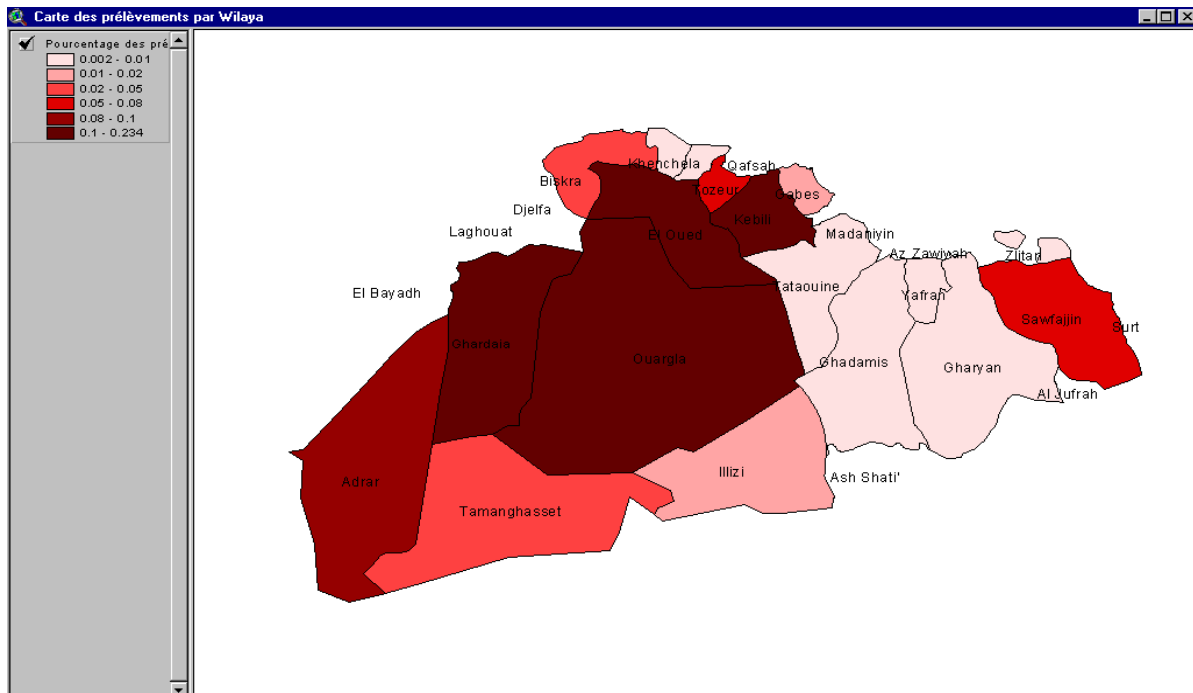 Carte des prélèvements par Wilaya
Pourcentage des pré
0.002 - 0.01
0.01 - 0.02
0.02 - 0.05
0.05 - 0.08
0.08 - 0.1
0.1 - 0.234
Khenchela
Qafsah
Biskra
Tozeur
Gabes
Djelfa
Kebili
Laghouat
El Oued
Madaniyin
Az Zawiyah
Zlitan
El Bayadh
Tataouine
Yafran
Sawfajjin
Surt
Ghardaia
Ouargla
Ghadamis
Gharyan
Al Jufrah
Adrar
Illizi
Ash Shati'
Tamanghasset